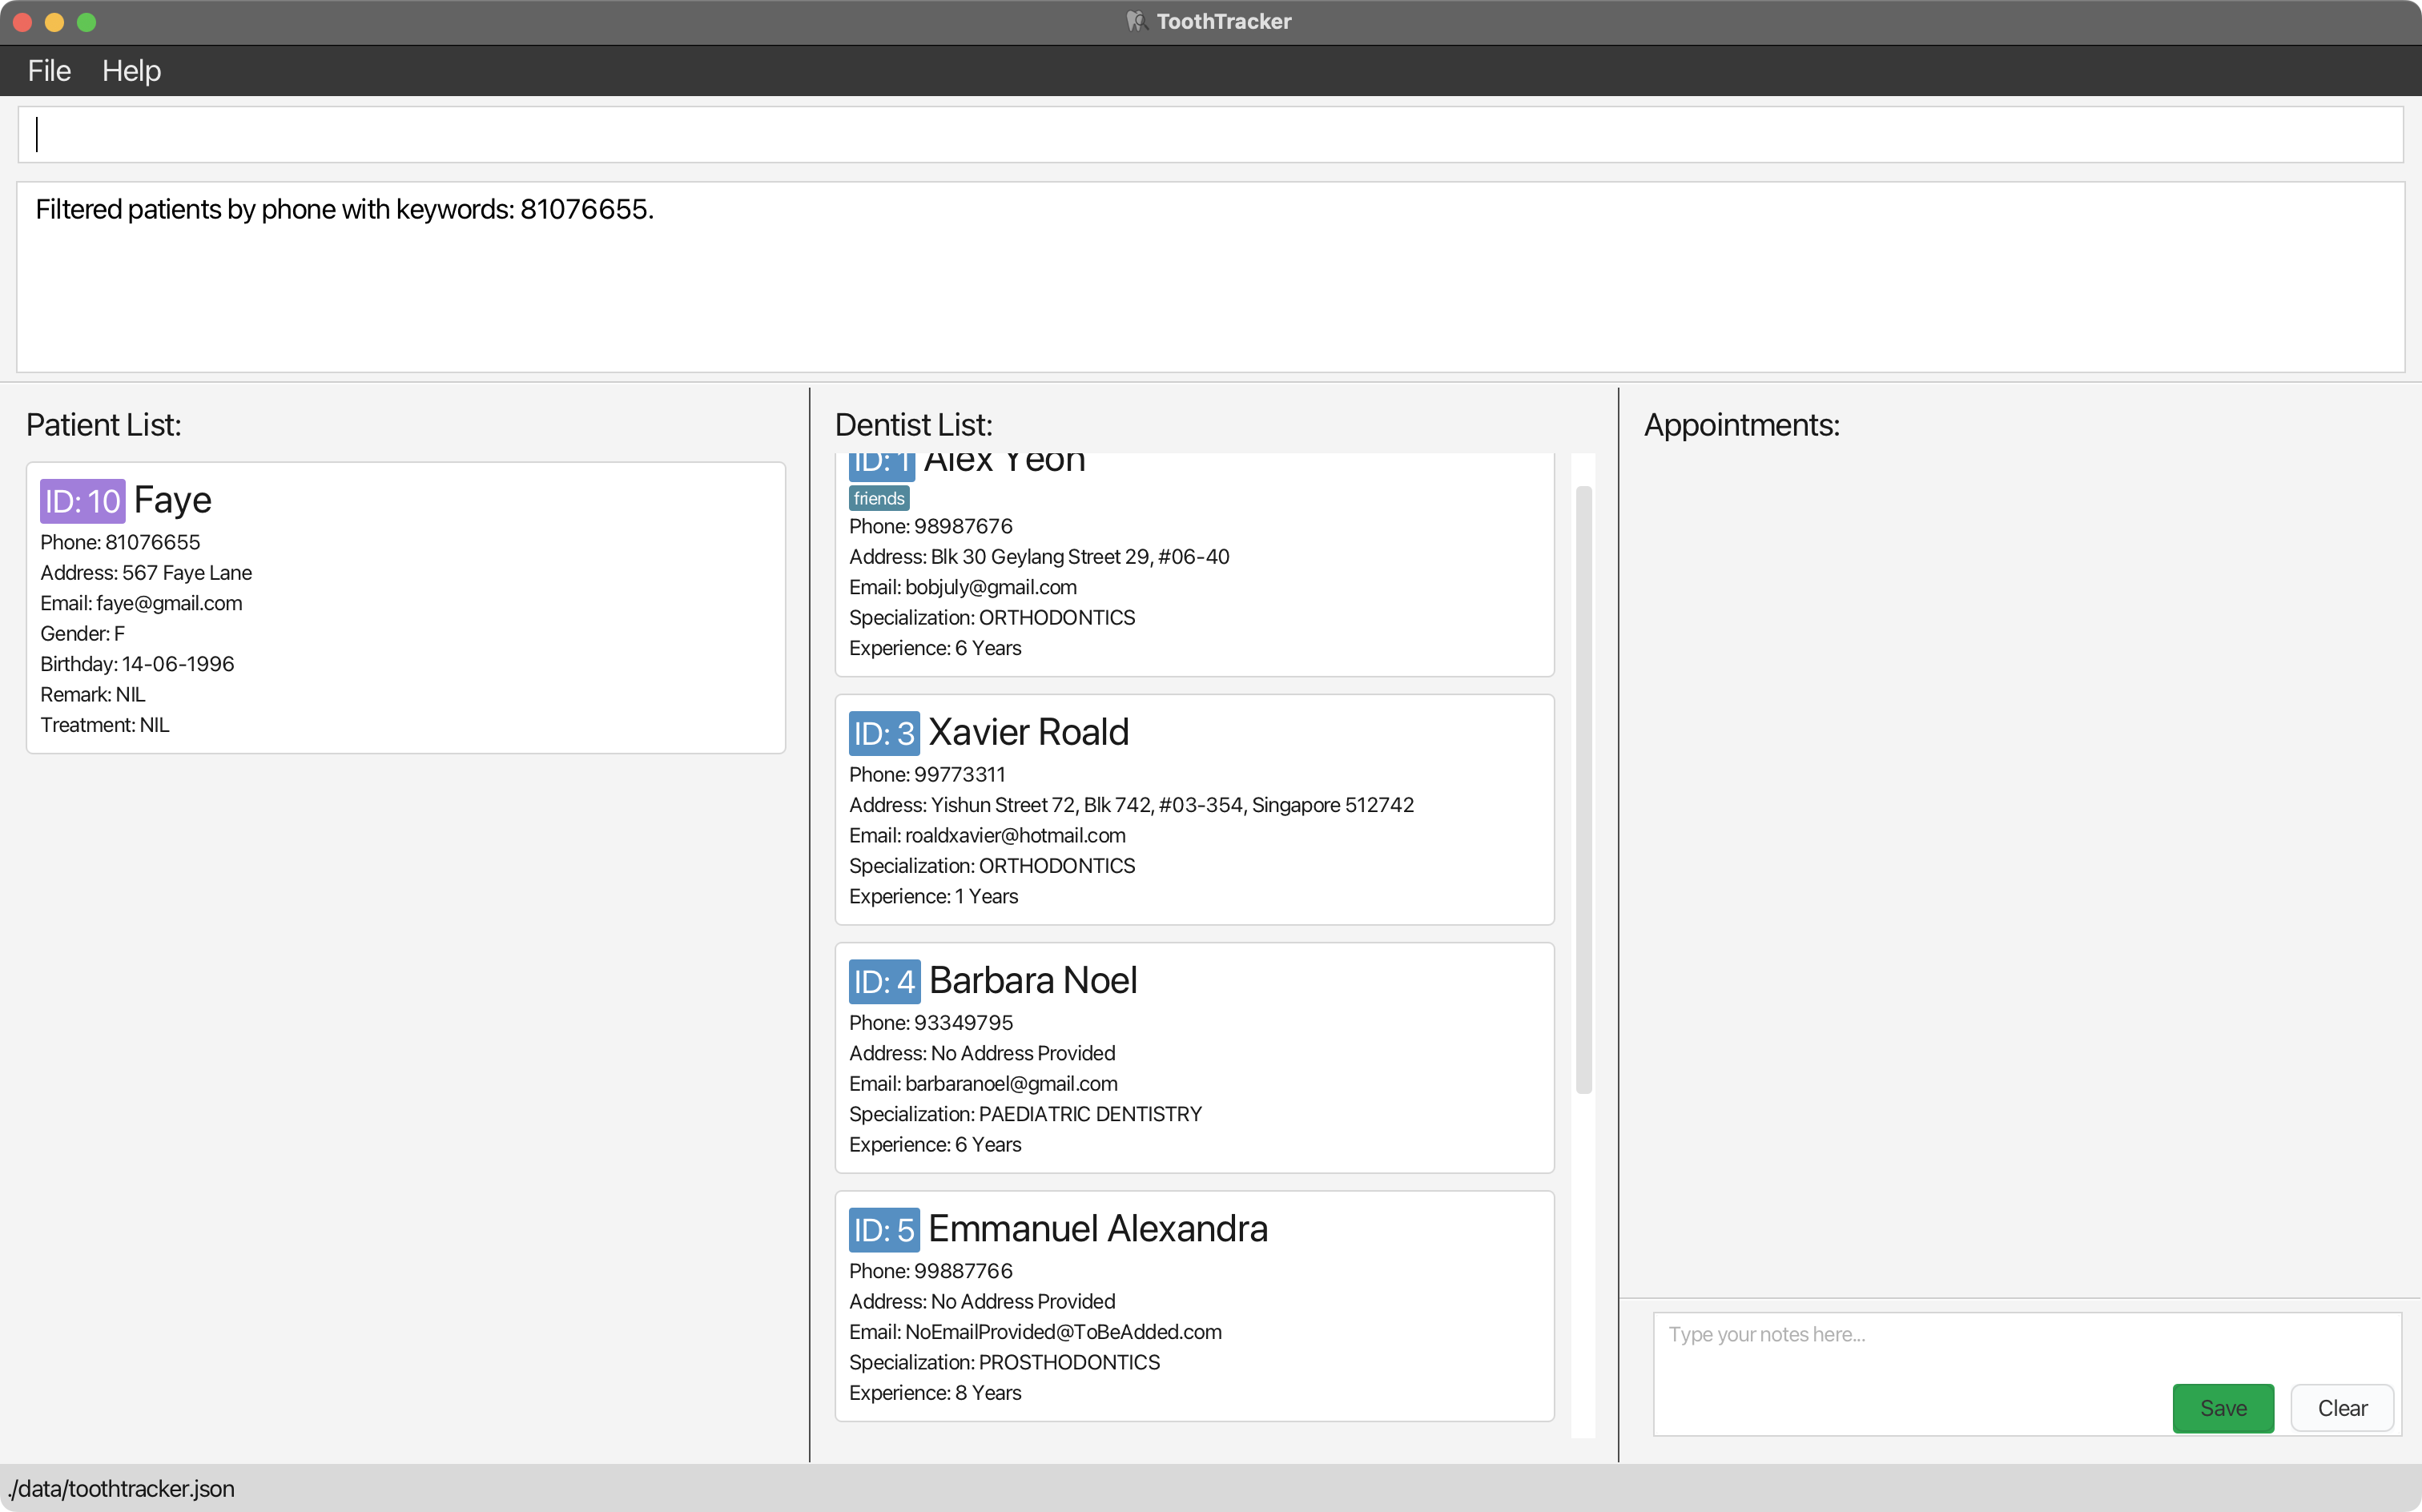 ToothTracker
File Help
Filtered patients by phone with keywords: 81076655.
Patient List:
ID: 10 Faye
Phone: 81076655
Address: 567 Faye Lane
Email: faye@gmail.com
Gender: F
Birthday: 14-06-1996
Remark: NIL
Treatment: NIL
Dentist List:
ID: 1 Alex Yeoh
friends
Phone: 98987676
Address: Blk 30 Geylang Street 29, #06-40
Email: bobjuly@gmail.com
Specialization: ORTHODONTICS
Experience: 6 Years
ID: 3 Xavier Roald
Phone: 99773311
Address: Yishun Street 72, Blk 742, #03-354, Singapore 512742
Email: roaldxavier@hotmail.com
Specialization: ORTHODONTICS
Experience: 1 Years
ID: 4 Barbara Noel
Phone: 93349795
Address: No Address Provided
Email: barbaranoel@gmail.com
Specialization: PAEDIATRIC DENTISTRY
Experience: 6 Years
ID: 5 Emmanuel Alexandra
Phone: 99887766
Address: No Address Provided
Email: NoEmailProvided@ToBeAdded.com
Specialization: PROSTHODONTICS
Experience: 8 Years
Appointments:
Type your notes here...
Save Clear
./data/toothtracker.json